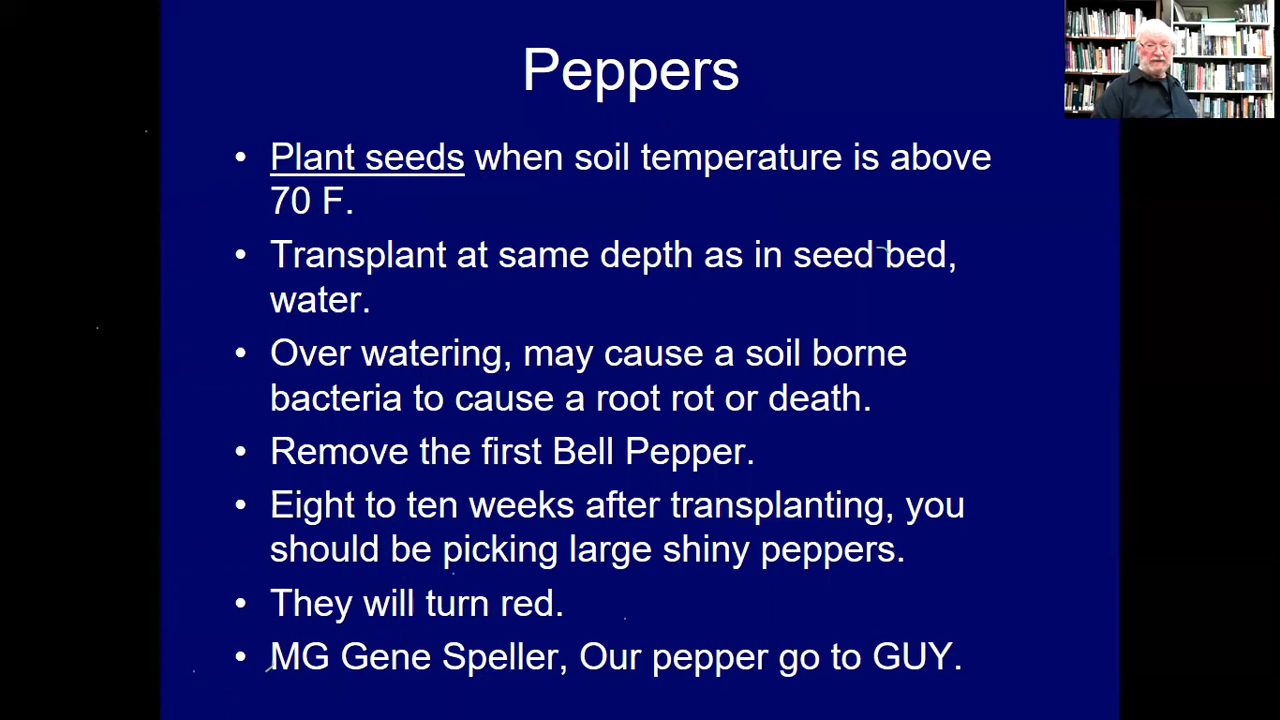 Peppers
• Plant seeds when soil temperature is above
70 F.
• Transplant at same depth as in seed bed,
water.
• Over watering, may cause a soil borne
bacteria to cause a root rot or death.
• Remove the first Bell Pepper.
• Eight to ten weeks after transplanting, you
should be picking large shiny peppers.
• They will turn red.
• MG Gene Speller, Our pepper go to GUY.